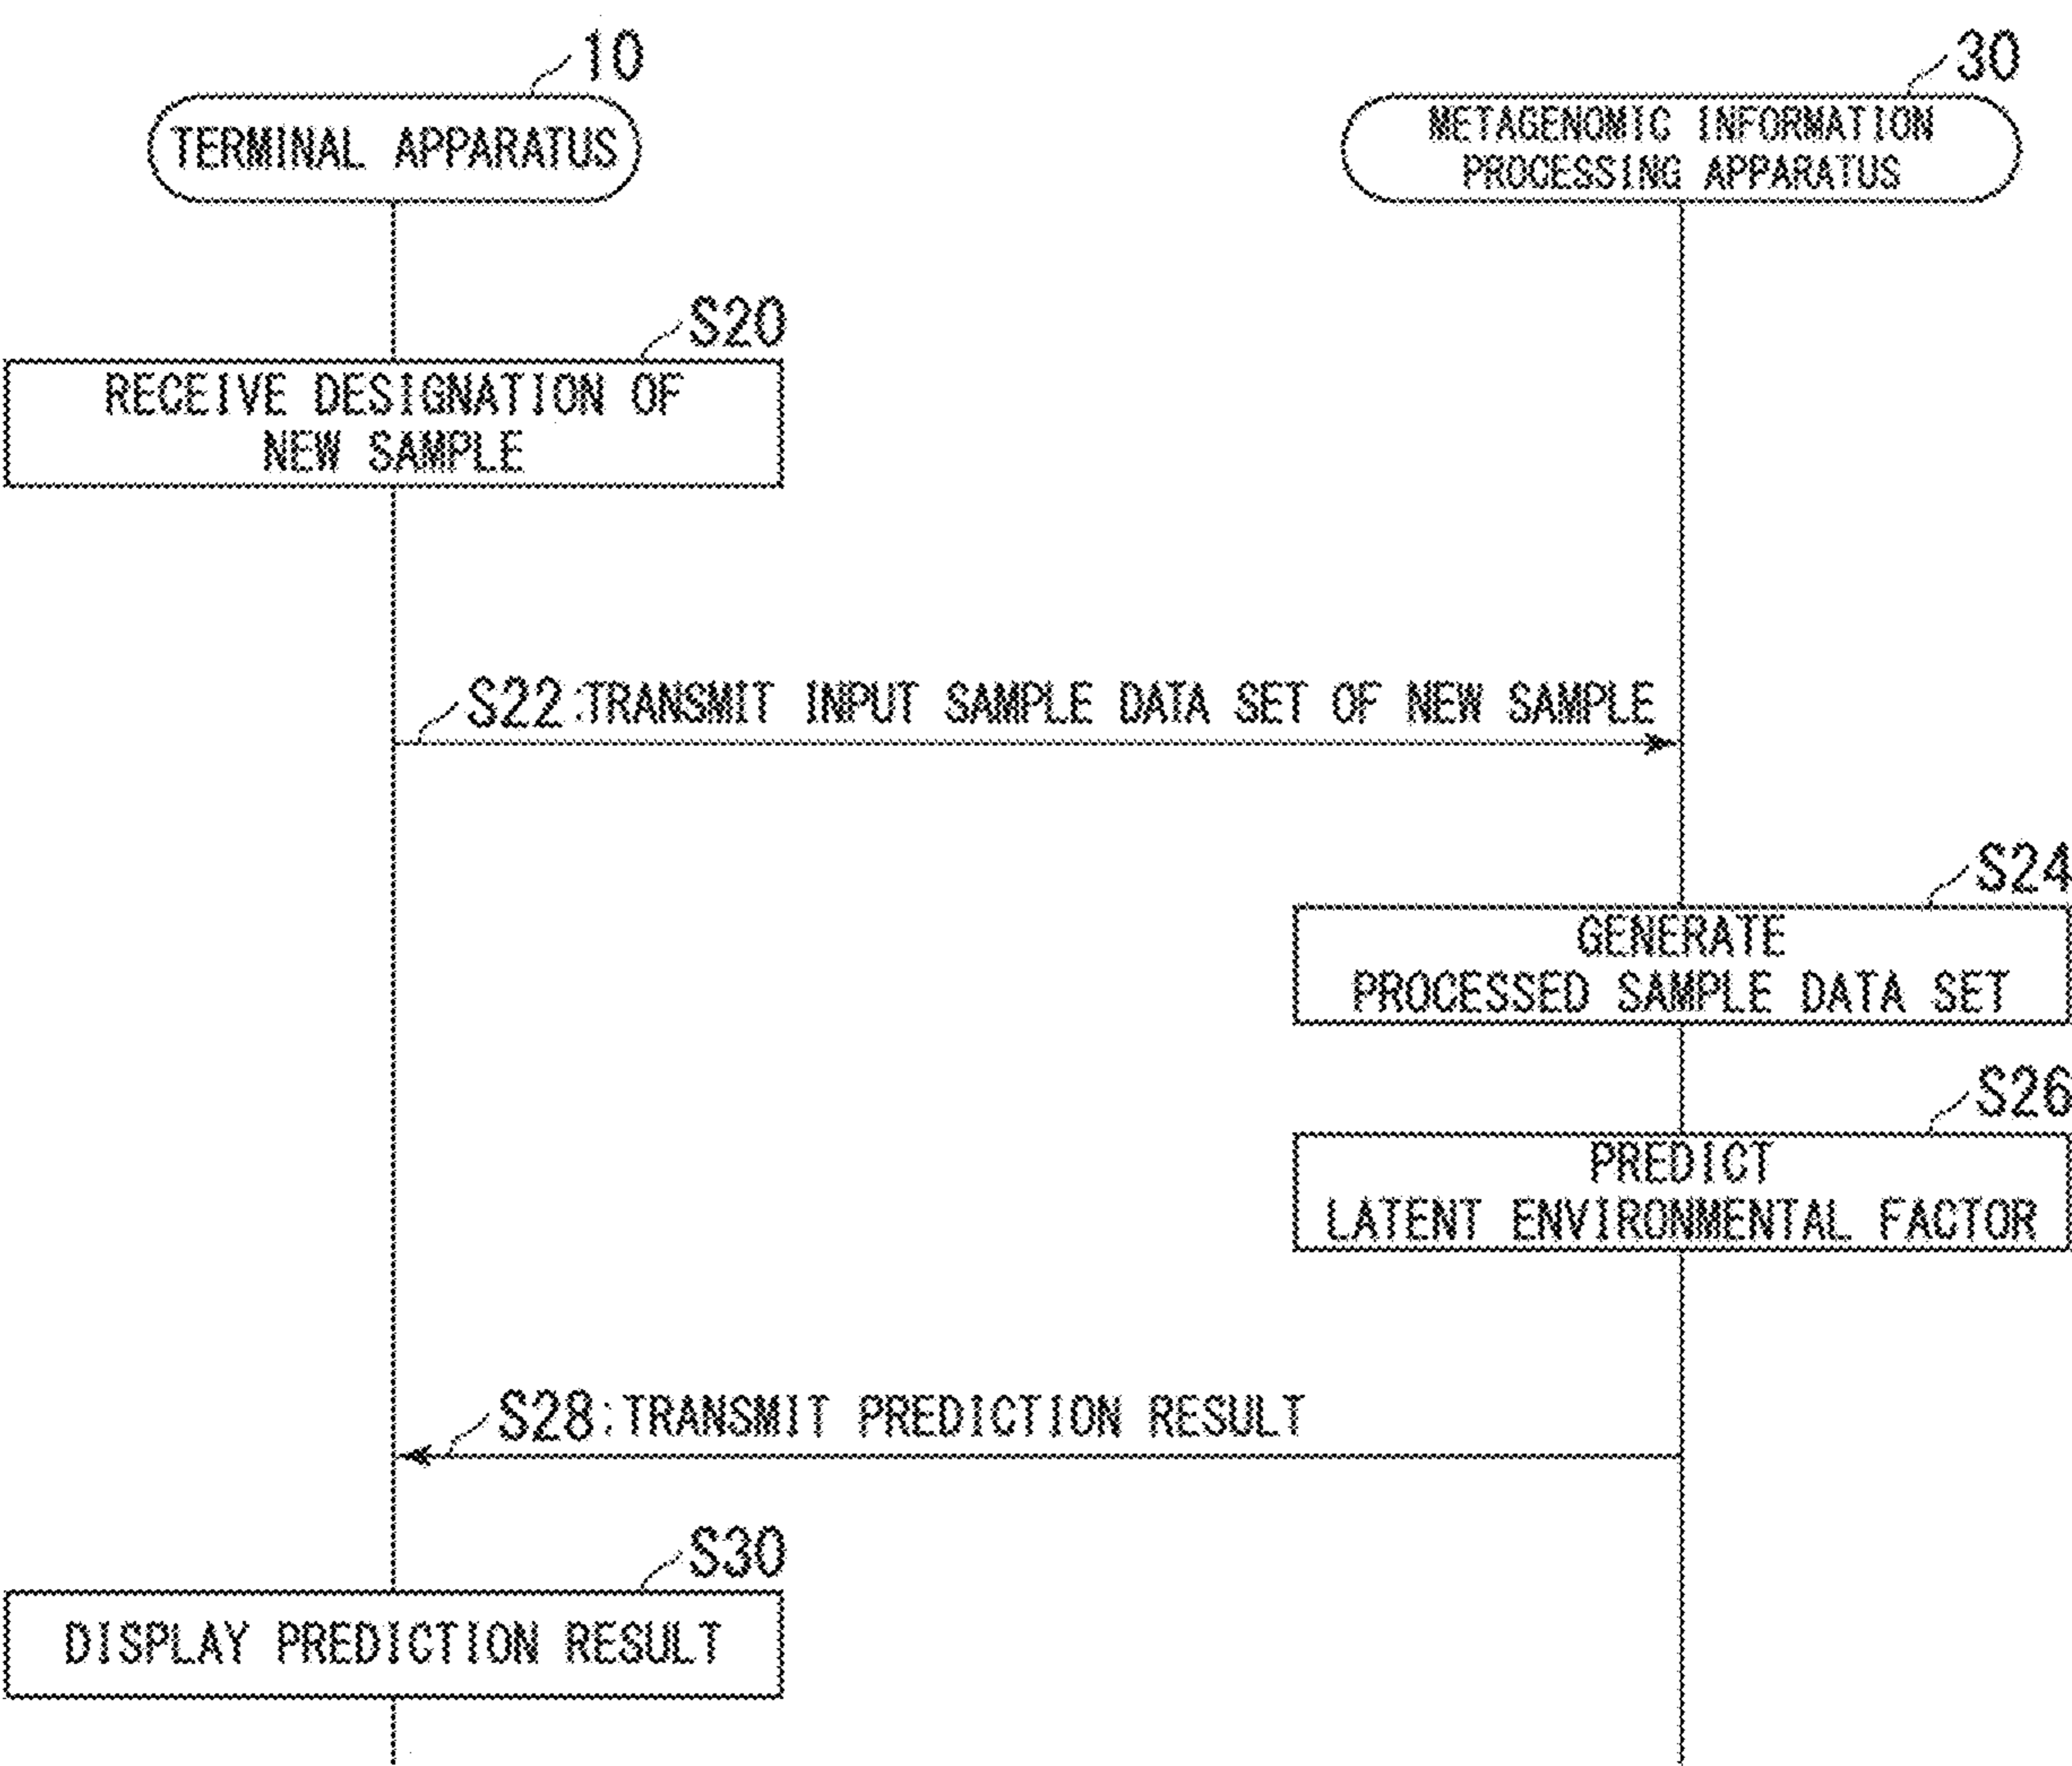 10
TERMINAL APPARATUS
30
METAGENOMIC INFORMATION
PROCESSING APPARATUS
S20
RECEIVE DESIGNATION OF
NEW SAMPLE
S22:TRANSMIT INPUT SAMPLE DATA SET OF NEW SAMPLE
S24
GENERATE
PROCESSED SAMPLE DATA SET
S26
PREDICT
LATENT ENVIRONMENTAL FACTOR
S28:TRANSMIT PREDICTION RESULT
S30
DISPLAY PREDICTION RESULT